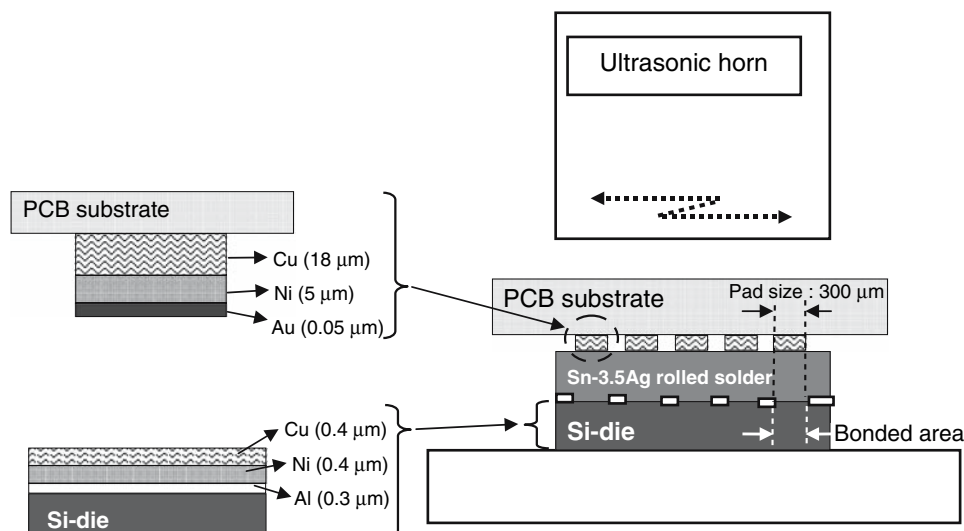 Ultrasonic horn
PCB substrate
Cu (18 μm)
Ni (5 μm)
Au (0.05 μm)
PCB substrate
Pad size : 300 μm
Sn-3.5Ag rolled solder
Si-die
Bonded area
Cu (0.4 μm)
Ni (0.4 μm)
Al (0.3 μm)
Si-die